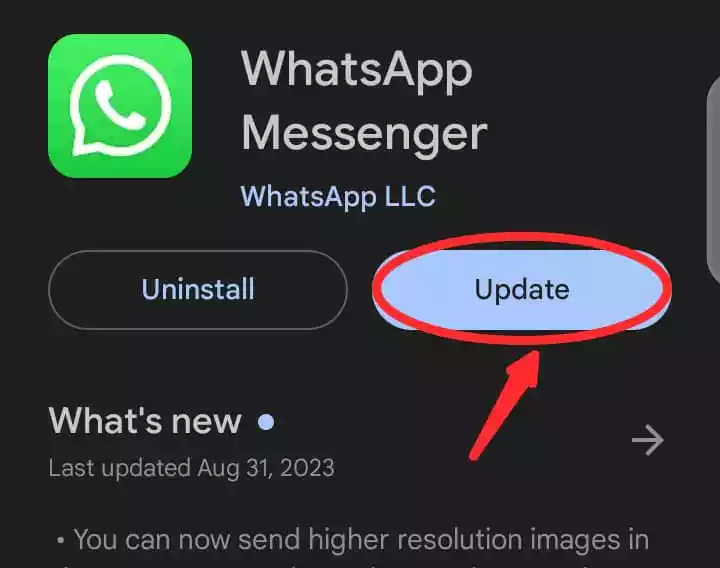 WhatsApp
Messenger
WhatsApp LLC
Uninstall
Update
What's new
Last updated Aug 31, 2023
• You can now send higher resolution images in